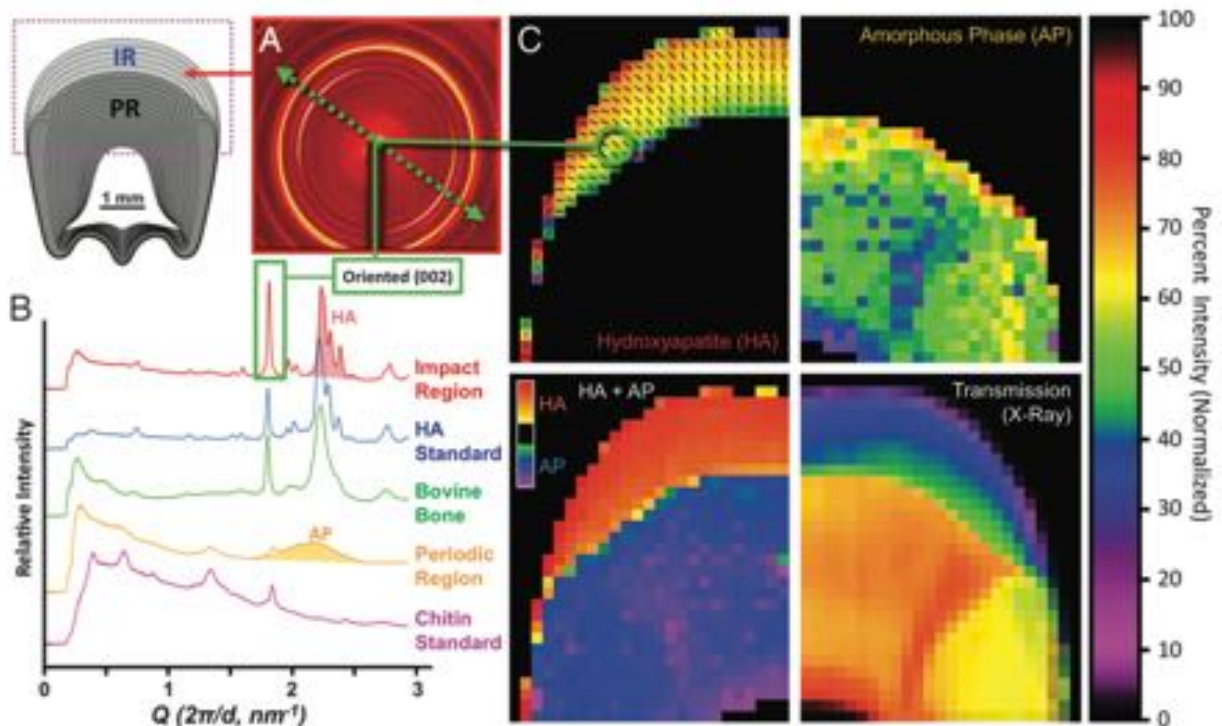 IR
PR
1 mm
A
Oriented (002)
B
HA
Impact
Region
HA
Standard
Bovine
Bone
AP
Periodic
Region
Chitin
Standard
Relative Intensity
0
1
2
3
Q (2π/d, nm⁻¹)
C
Hydroxyapatite (HA)
Amorphous Phase (AP)
HA
AP
HA + AP
Transmission
(X-Ray)
100
90
80
70
60
50
40
30
20
10
0
Percent Intensity (Normalized)